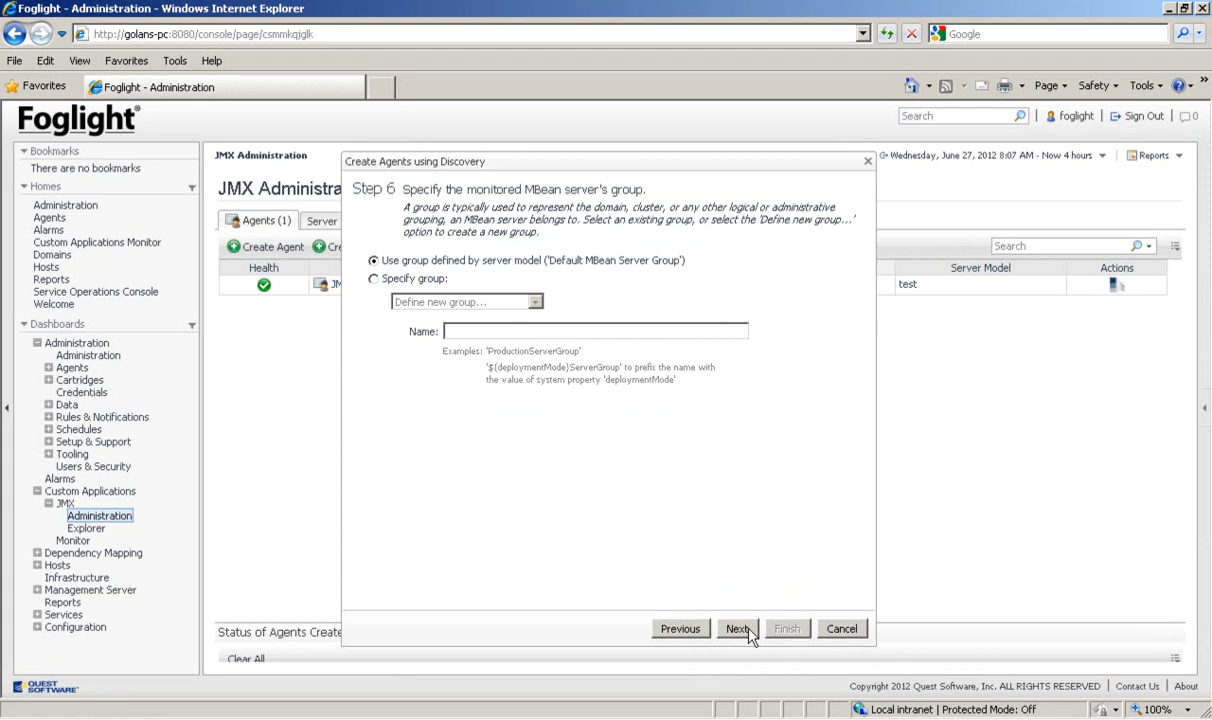 Foglight - Administration - Windows Internet Explorer
http://golans-pc:8080/console/page/csmmkqjglk
Google
File Edit View Favorites Tools Help
Favorites
Foglight - Administration
Page Safety Tools
Foglight®
Search
foglight
Sign Out
0
Bookmarks
There are no bookmarks
Homes
Administration
Agents
Alarms
Custom Applications Monitor
Domains
Hosts
Reports
Service Operations Console
Welcome
Dashboards
Administration
Administration
Agents
Cartridges
Credentials
Data
Rules & Notifications
Schedules
Setup & Support
Tooling
Users & Security
Alarms
Custom Applications
JMX
Administration
Explorer
Monitor
Dependency Mapping
Hosts
Infrastructure
Management Server
Reports
Services
Configuration
QUEST
SOFTWARE®
JMX Administration
Wednesday, June 27, 2012 8:07 AM - Now 4 hours
Reports
JMX Administra
Agents (1)
Server
Create Agent
Cre
Search
Health
Server Model
Actions
JM
test
Create Agents using Discovery
Step 6 Specify the monitored MBean server's group.
A group is typically used to represent the domain, cluster, or any other logical or administrative
grouping, an MBean server belongs to. Select an existing group, or select the 'Define new group...'
option to create a new group.
Use group defined by server model ('Default MBean Server Group')
Specify group:
Define new group...
Name:
Examples: 'ProductionServerGroup'
'${deploymentMode}ServerGroup' to prefix the name with
the value of system property 'deploymentMode'
Previous
Next
Finish
Cancel
Status of Agents Create
Clear All
Copyright 2012 Quest Software, Inc. ALL RIGHTS RESERVED | Contact Us | About
Local intranet | Protected Mode: Off
100%